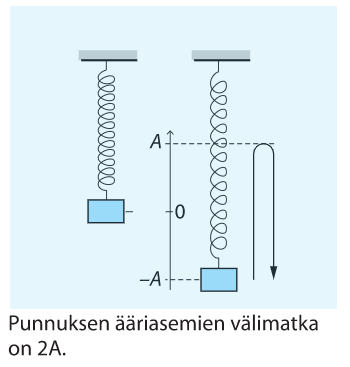 A
0
–A
Punnuksen ääriasemien välimatka
on 2A.